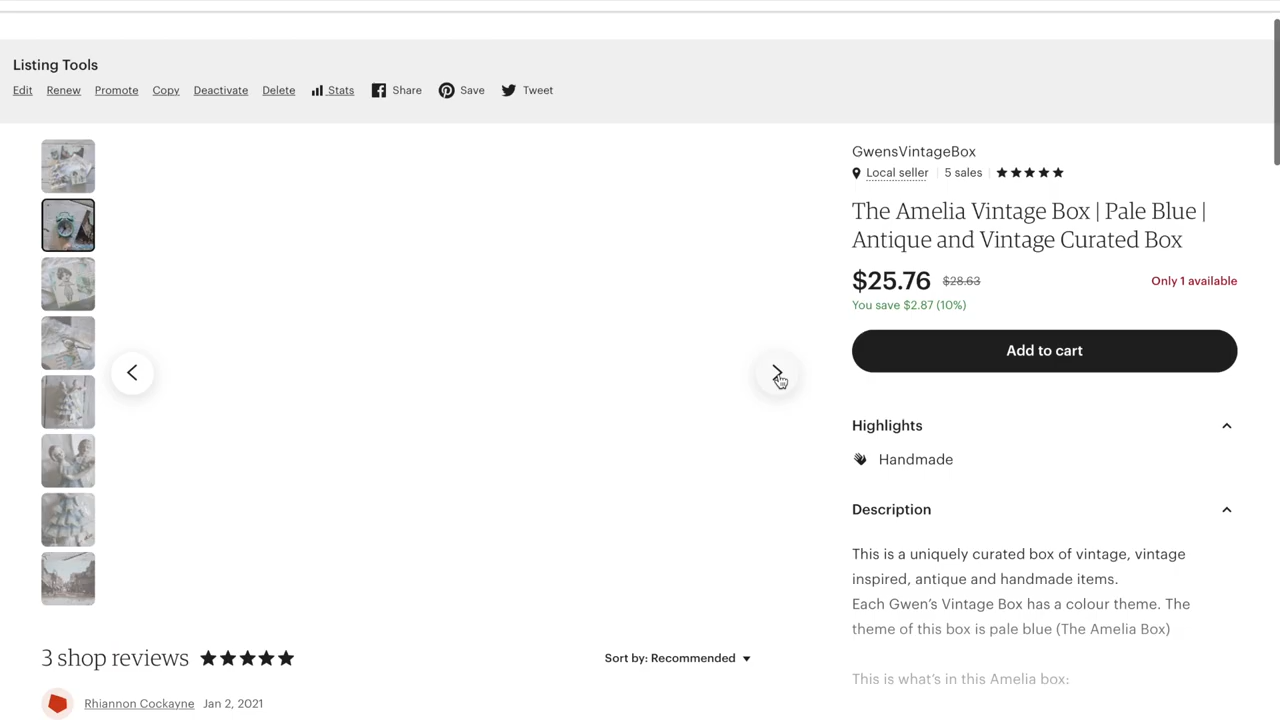 Listing Tools
Edit Renew Promote Copy Deactivate Delete Stats Share Save Tweet
GwensVintageBox
Local seller 5 sales
The Amelia Vintage Box | Pale Blue |
Antique and Vintage Curated Box
$25.76 $28.63 Only 1 available
You save $2.87 (10%)
Add to cart
Highlights
Handmade
Description
This is a uniquely curated box of vintage, vintage
inspired, antique and handmade items.
Each Gwen's Vintage Box has a colour theme. The
theme of this box is pale blue (The Amelia Box)
This is what's in this Amelia box:
3 shop reviews
Sort by: Recommended
Rhiannon Cockayne Jan 2, 2021